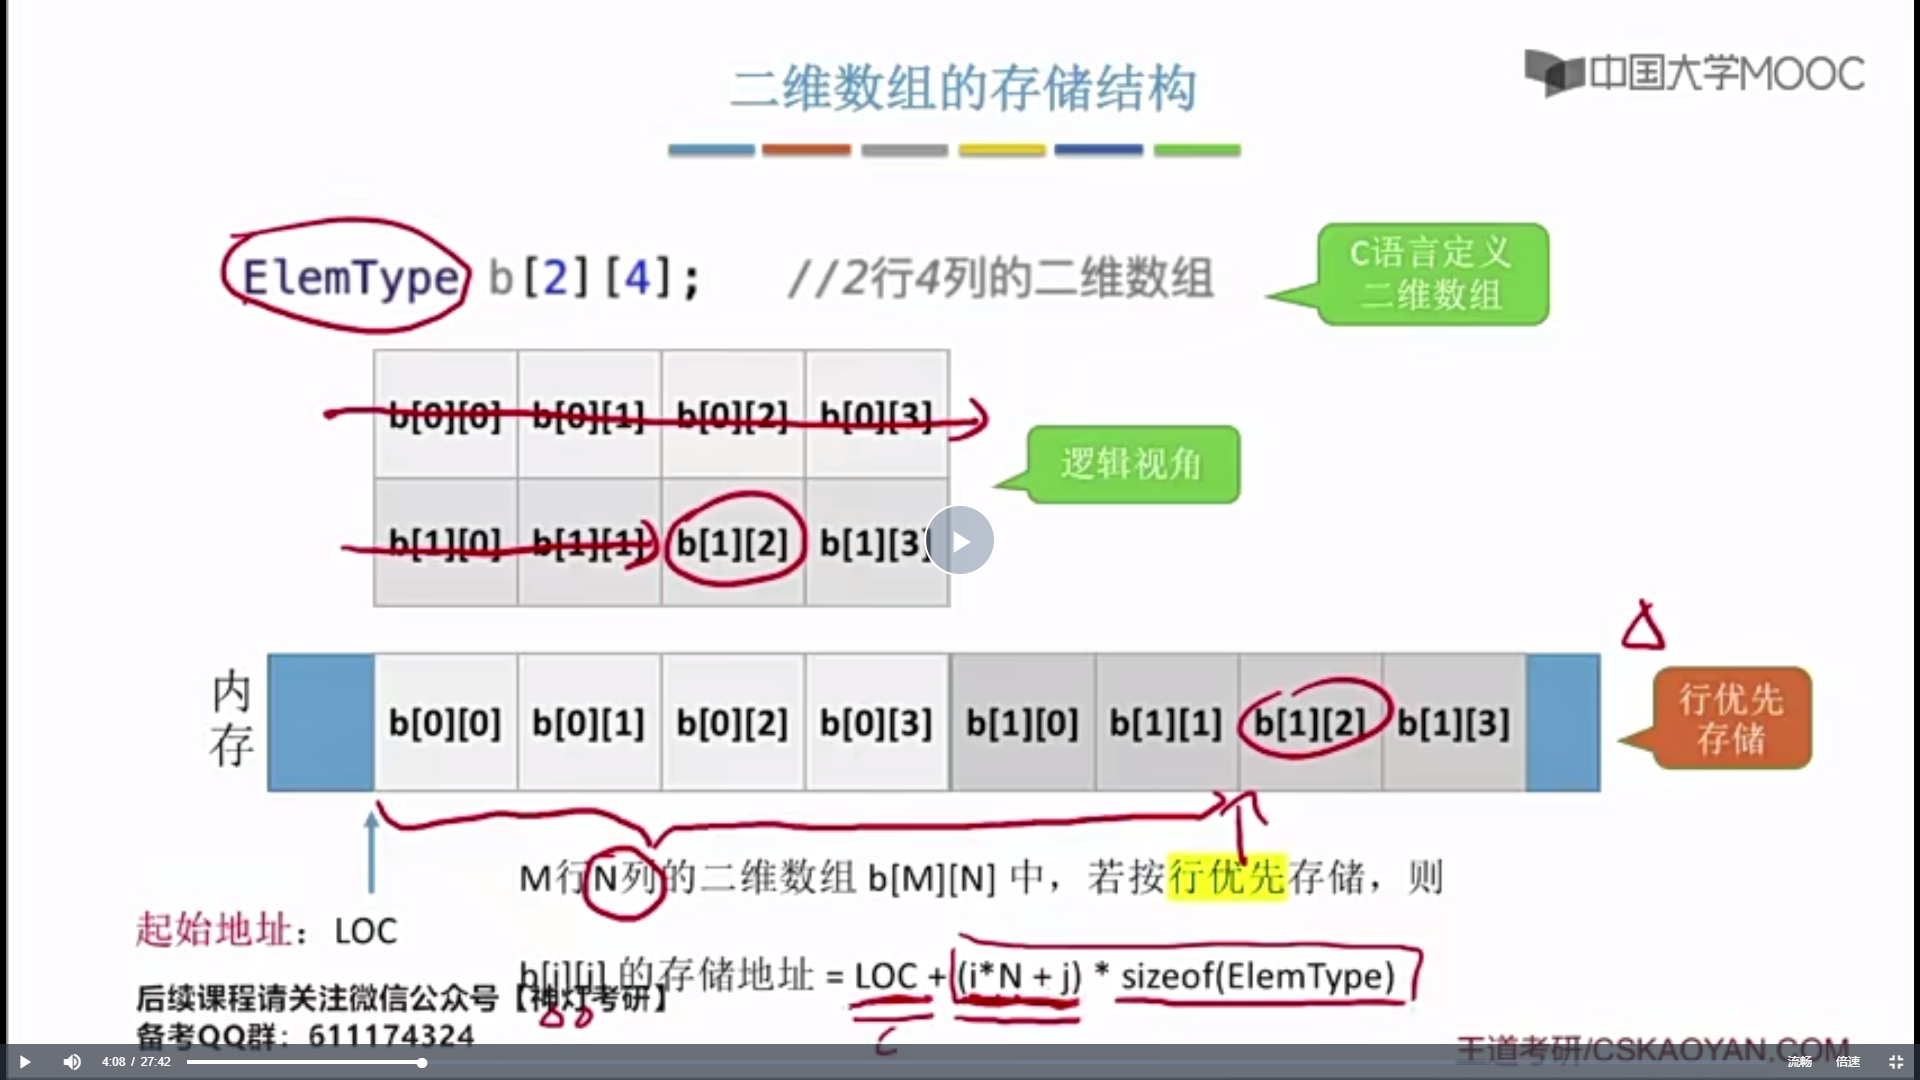 二维数组的存储结构
中国大学MOOC
ElemType b[2][4]; //2行4列的二维数组
C语言定义
二维数组
b[0][0] b[0][1] b[0][2] b[0][3]
逻辑视角
b[1][0] b[1][1] b[1][2] b[1][3]
内存
b[0][0] b[0][1] b[0][2] b[0][3] b[1][0] b[1][1] b[1][2] b[1][3]
行优先
存储
M行N列的二维数组 b[M][N] 中，若按行优先存储，则
起始地址：LOC
b[i][j] 的存储地址 = LOC + (i*N + j) * sizeof(ElemType)
后续课程请关注微信公众号【神灯考研】
备考QQ群：611174324
王道考研/CSKAOYAN.COM
4:08 / 27:42
流畅 倍速